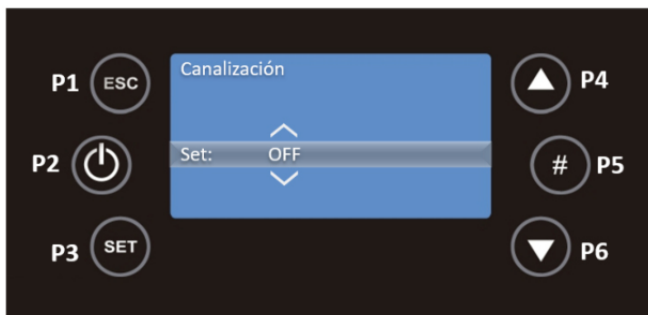 Canalización
P1 ESC
P4
P2
Set: OFF
# P5
P3 SET
P6